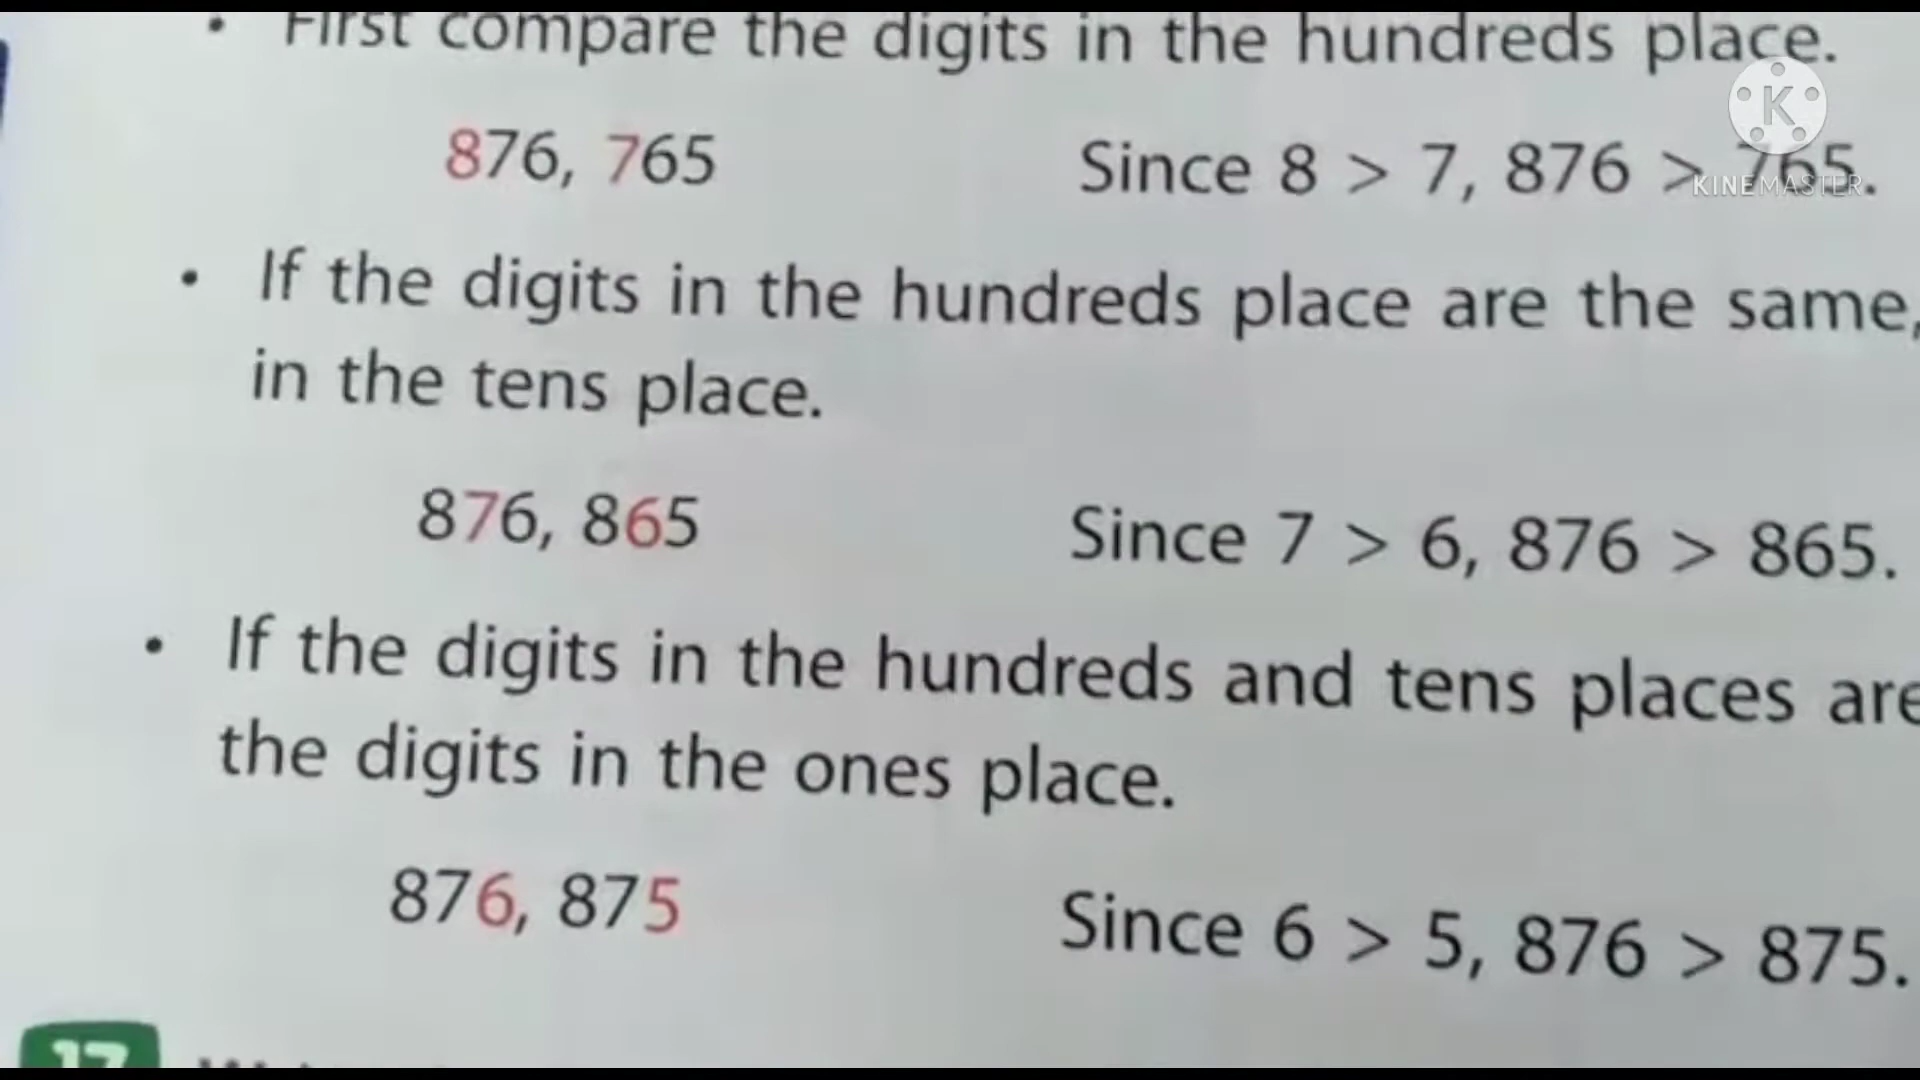 First compare the digits in the hundreds place.
876, 765 Since 8 > 7, 876 > 765.
KINEMASTER
If the digits in the hundreds place are the same,
in the tens place.
876, 865 Since 7 > 6, 876 > 865.
If the digits in the hundreds and tens places are
the digits in the ones place.
876, 875 Since 6 > 5, 876 > 875.
17